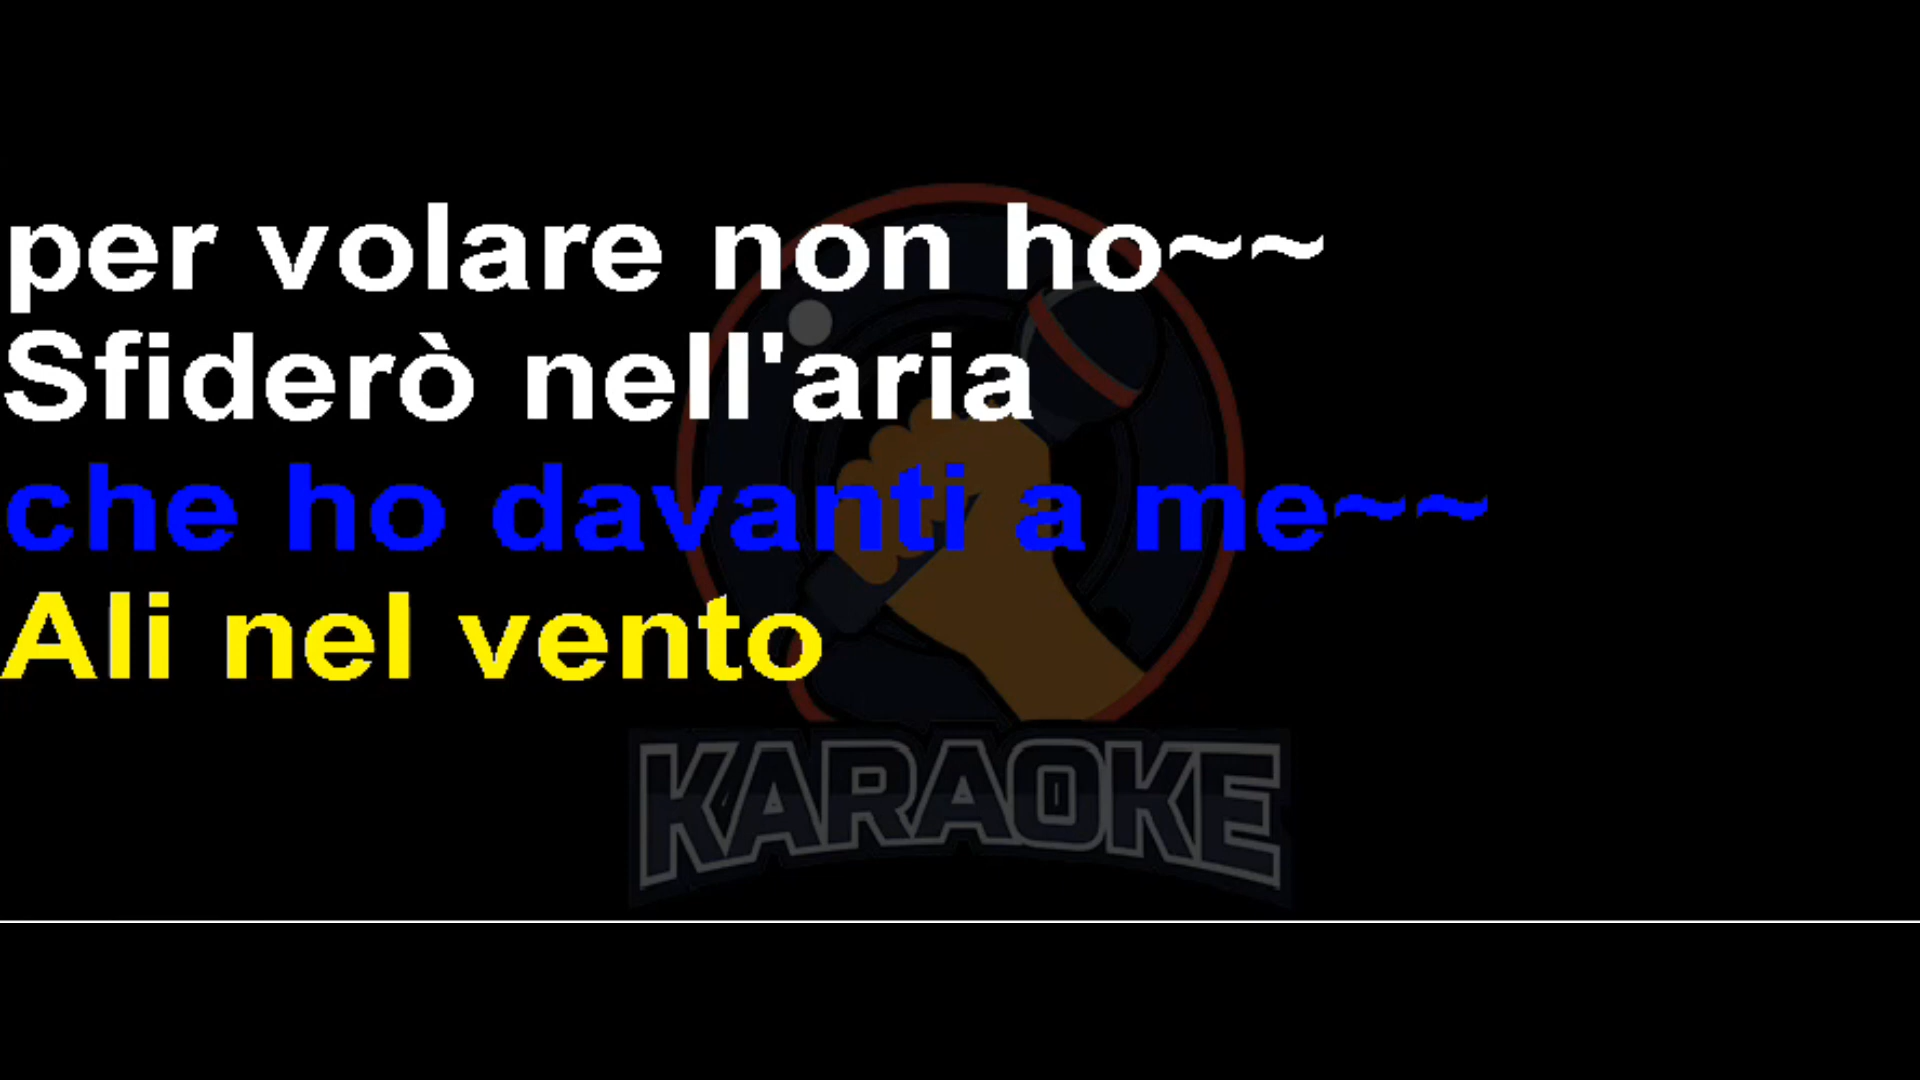 per volare non ho~~
Sfiderò nell'aria
che ho davanti a me~~
Ali nel vento
KARAOKE